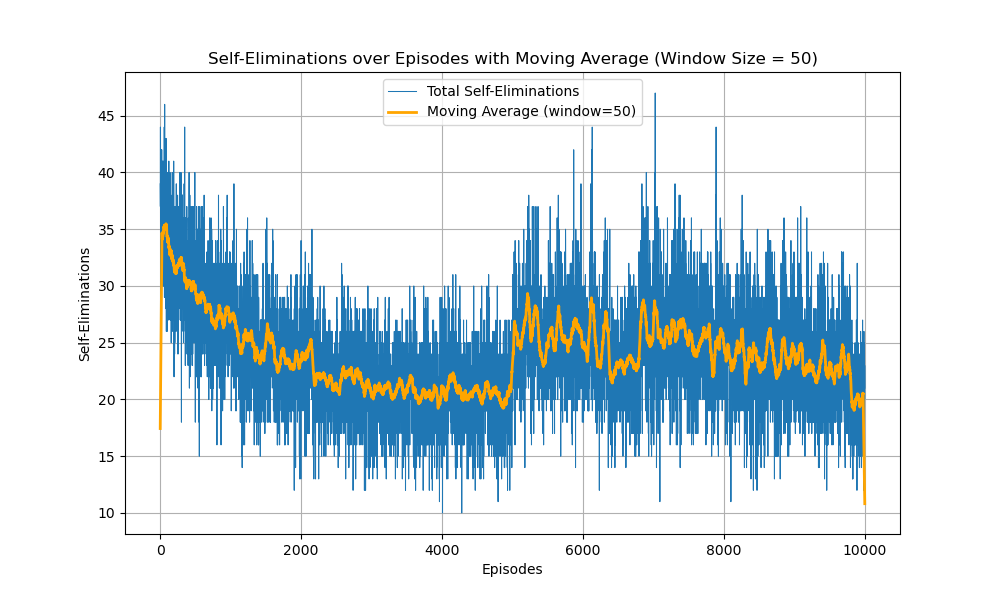 Self-Eliminations over Episodes with Moving Average (Window Size = 50)
Total Self-Eliminations
Moving Average (window=50)
45
40
35
30
25
20
15
10
Self-Eliminations
0 2000 4000 6000 8000 10000
Episodes